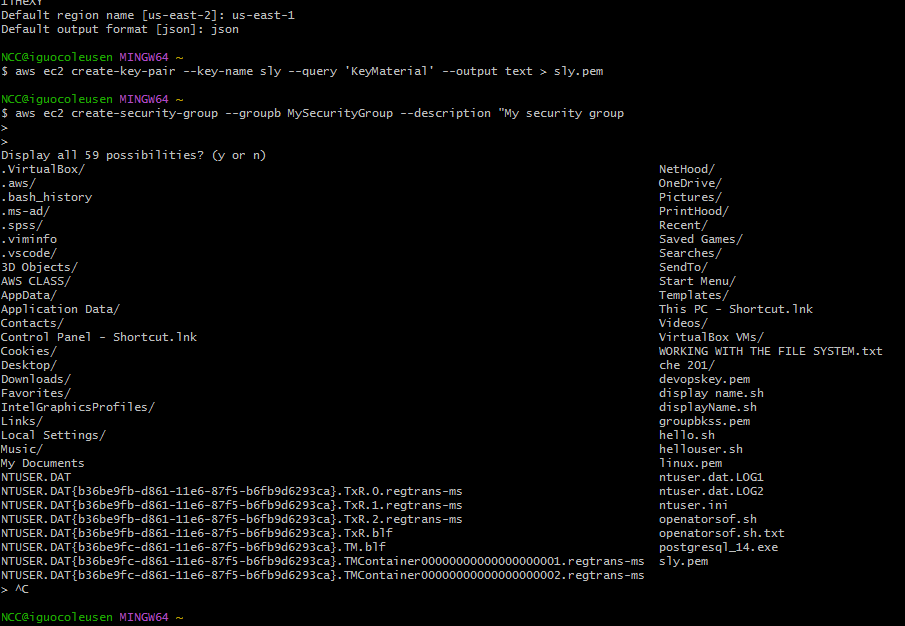 iTHeXY
Default region name [us-east-2]: us-east-1
Default output format [json]: json
NCC@iguocoleusen MINGW64 ~
$ aws ec2 create-key-pair --key-name sly --query 'KeyMaterial' --output text > sly.pem
NCC@iguocoleusen MINGW64 ~
$ aws ec2 create-security-group --groupb MySecurityGroup --description "My security group
>
>
Display all 59 possibilities? (y or n)
.VirtualBox/ NetHood/
.aws/ OneDrive/
.bash_history Pictures/
.ms-ad/ PrintHood/
.spss/ Recent/
.viminfo Saved Games/
.vscode/ Searches/
3D Objects/ SendTo/
AWS CLASS/ Start Menu/
AppData/ Templates/
Application Data/ This PC - Shortcut.lnk
Contacts/ Videos/
Control Panel - Shortcut.lnk VirtualBox VMs/
Cookies/ WORKING WITH THE FILE SYSTEM.txt
Desktop/ che 201/
Downloads/ devopskey.pem
Favorites/ display name.sh
IntelGraphicsProfiles/ displayName.sh
Links/ groupbkss.pem
Local Settings/ hello.sh
Music/ hellouser.sh
My Documents linux.pem
NTUSER.DAT ntuser.dat.LOG1
NTUSER.DAT{b36be9fb-d861-11e6-87f5-b6fb9d6293ca}.TxR.0.regtrans-ms ntuser.dat.LOG2
NTUSER.DAT{b36be9fb-d861-11e6-87f5-b6fb9d6293ca}.TxR.1.regtrans-ms ntuser.ini
NTUSER.DAT{b36be9fb-d861-11e6-87f5-b6fb9d6293ca}.TxR.2.regtrans-ms openatorsof.sh
NTUSER.DAT{b36be9fb-d861-11e6-87f5-b6fb9d6293ca}.TxR.blf openatorsof.sh.txt
NTUSER.DAT{b36be9fc-d861-11e6-87f5-b6fb9d6293ca}.TM.blf postgresql_14.exe
NTUSER.DAT{b36be9fc-d861-11e6-87f5-b6fb9d6293ca}.TMContainer00000000000000000001.regtrans-ms sly.pem
NTUSER.DAT{b36be9fc-d861-11e6-87f5-b6fb9d6293ca}.TMContainer00000000000000000002.regtrans-ms
> ^C
NCC@iguocoleusen MINGW64 ~